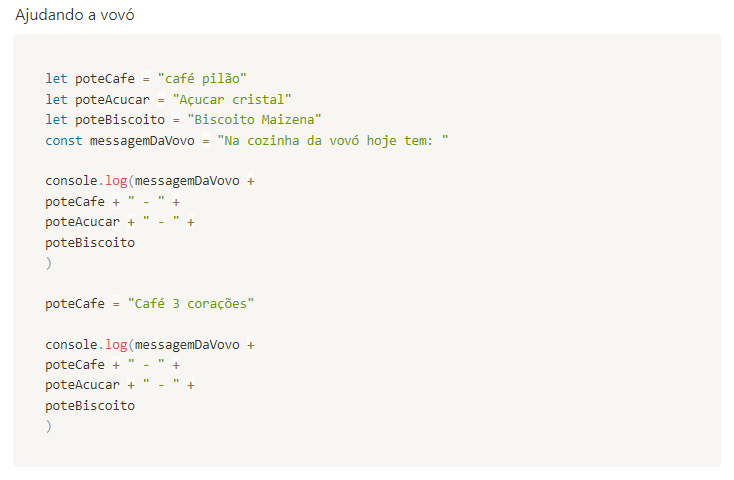 Ajudando a vovó
let poteCafe = "café pilão"
let poteAcucar = "Açucar cristal"
let poteBiscoito = "Biscoito Maizena"
const messagemDaVovo = "Na cozinha da vovó hoje tem: "
console.log(messagemDaVovo +
poteCafe + " - " +
poteAcucar + " - " +
poteBiscoito
)
poteCafe = "Café 3 corações"
console.log(messagemDaVovo +
poteCafe + " - " +
poteAcucar + " - " +
poteBiscoito
)